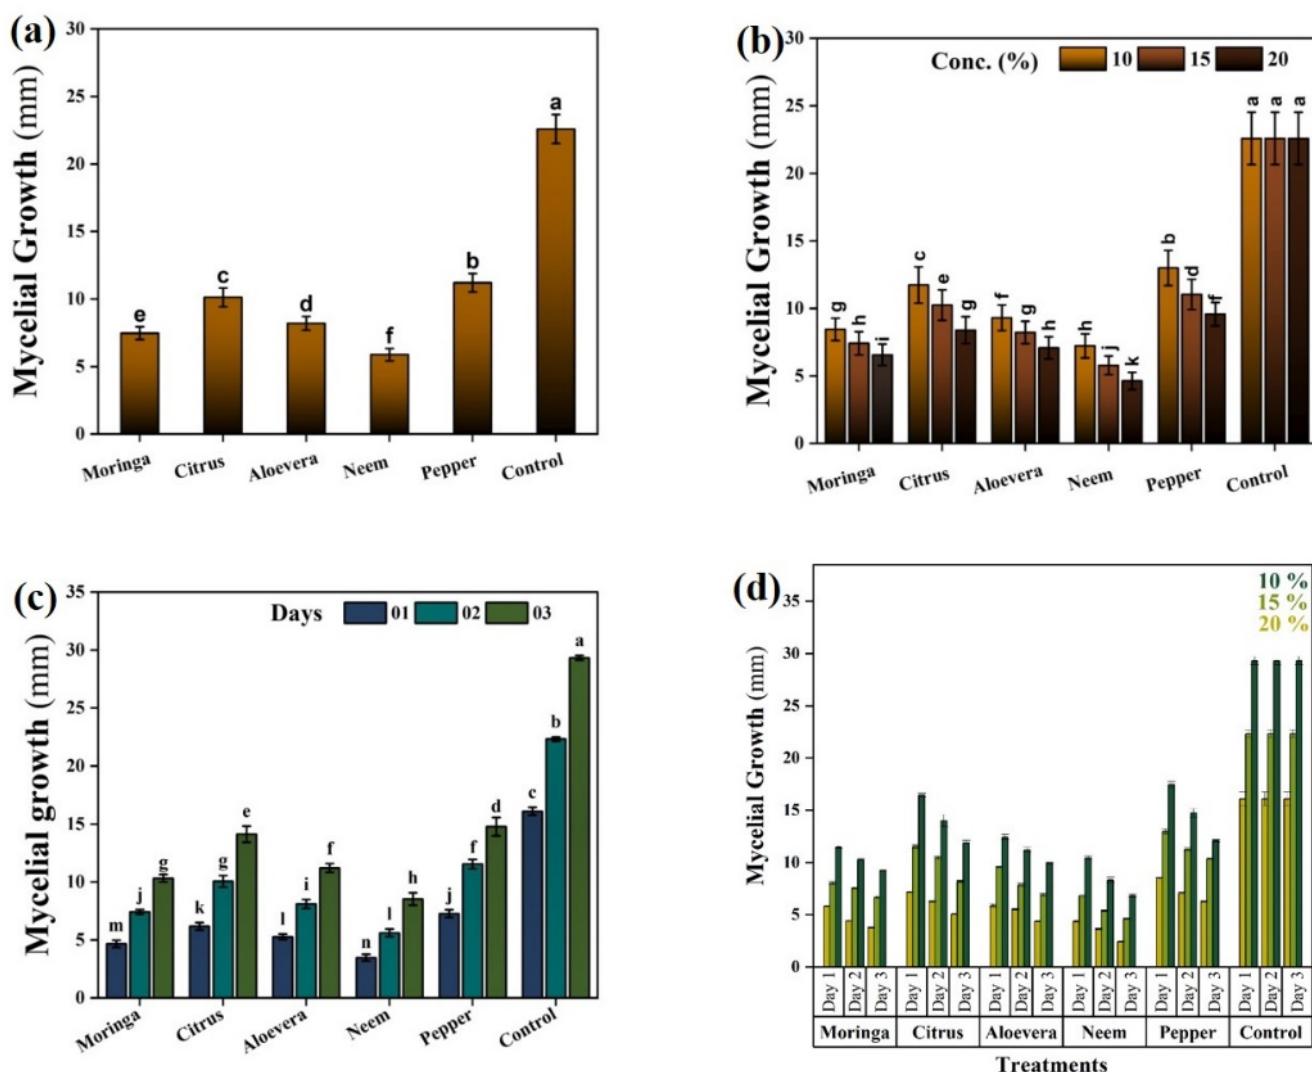 (a)
Mycelial Growth (mm)
30
25
20
15
10
5
0
e
c
d
f
b
a
Moringa
Citrus
Aloevera
Neem
Pepper
Control
(b)
Mycelial Growth (mm)
30
25
20
15
10
5
0
Conc. (%) 10 15 20
g h i
c e g
f g h
h j k
b d f
a a a
Moringa
Citrus
Aloevera
Neem
Pepper
Control
(c)
Mycelial growth (mm)
35
30
25
20
15
10
5
0
Days 01 02 03
m j g
k g e
l i f
n l h
j f d
c b a
Moringa
Citrus
Aloevera
Neem
Pepper
Control
(d)
Mycelial Growth (mm)
35
30
25
20
15
10
5
0
10 %
15 %
20 %
Day 1 Day 2 Day 3 Day 1 Day 2 Day 3 Day 1 Day 2 Day 3 Day 1 Day 2 Day 3 Day 1 Day 2 Day 3 Day 1 Day 2 Day 3
Moringa Citrus Aloevera Neem Pepper Control
Treatments